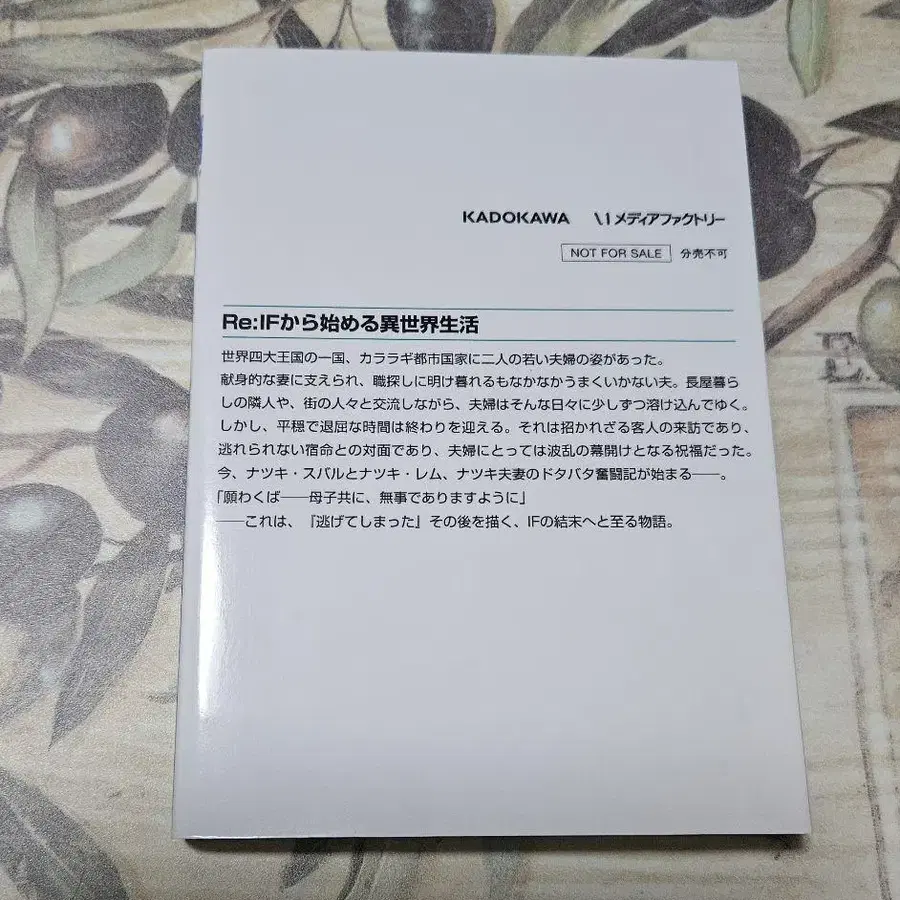 KADOKAWA メディアファクトリー
NOT FOR SALE 分売不可
Re:IFから始める異世界生活
世界四大王国の一国、カララギ都市国家に二人の若い夫婦の姿があった。
献身的な妻に支えられ、職探しに明け暮れるもなかなかうまくいかない夫。長屋暮ら
しの隣人や、街の人々と交流しながら、夫婦はそんな日々に少しずつ溶け込んでゆく。
しかし、平穏で退屈な時間は終わりを迎える。それは招かれざる客人の来訪であり、
逃れられない宿命との対面であり、夫婦にとっては波乱の幕開けとなる祝福だった。
今、ナツキ・スバルとナツキ・レム、ナツキ夫妻のドタバタ奮闘記が始まる――。
「願わくば――母子共に、無事でありますように」
――これは、『逃げてしまった』その後を描く、IFの結末へと至る物語。